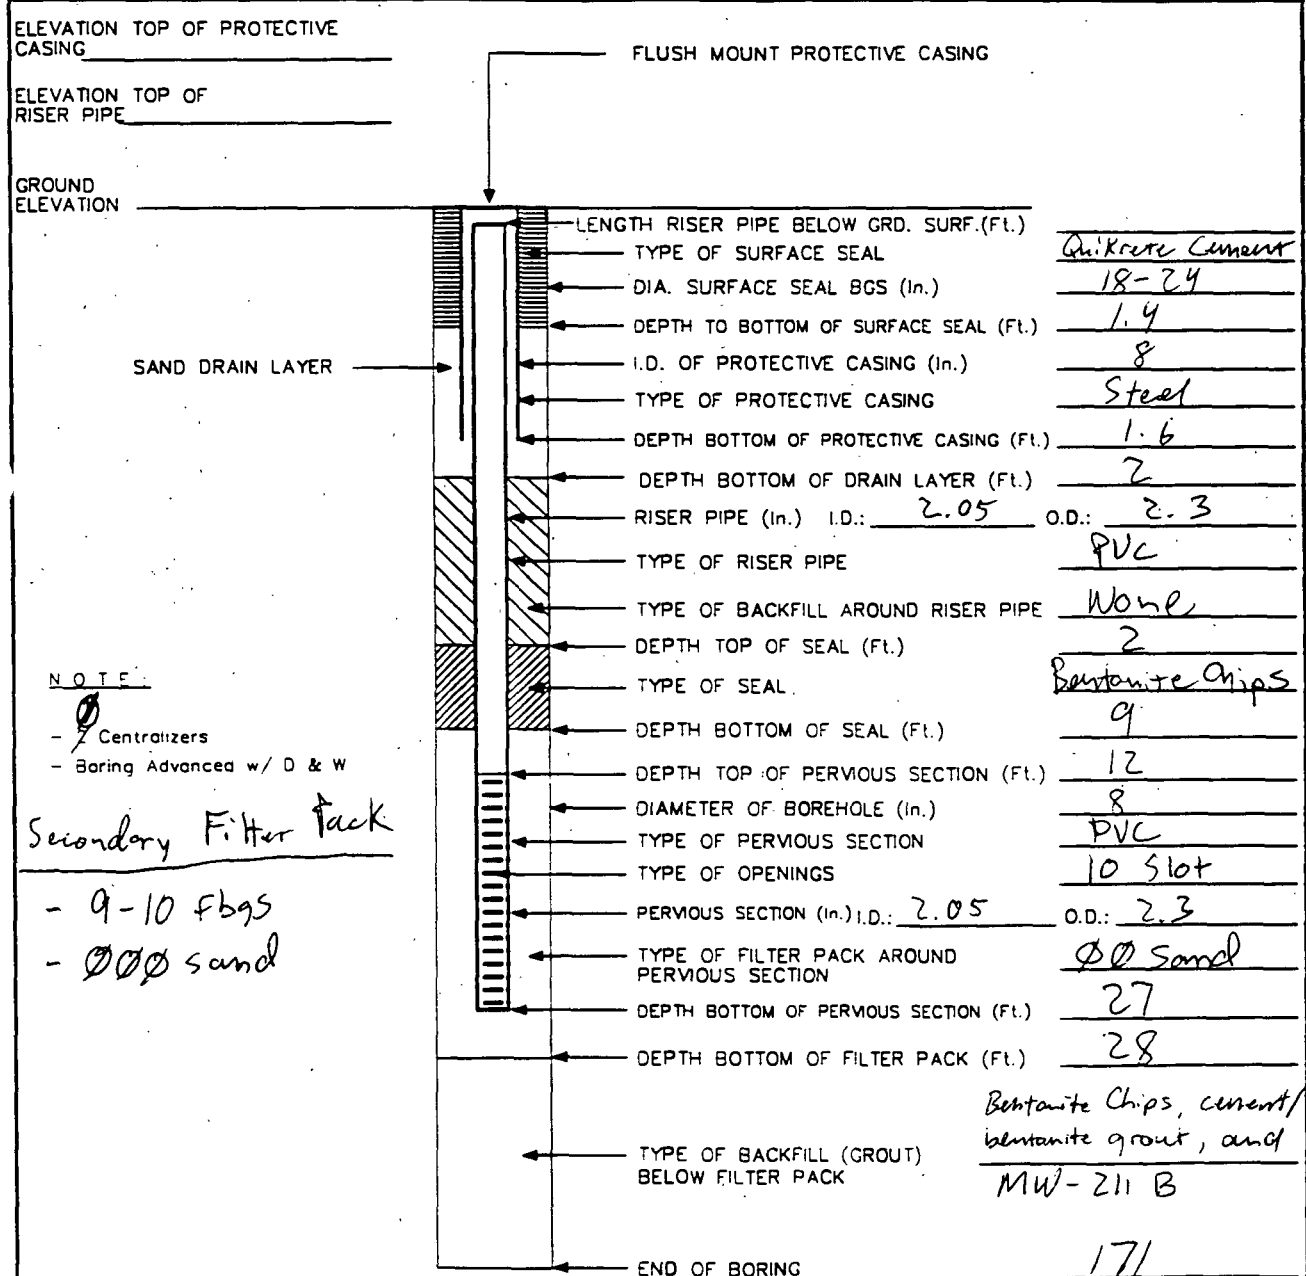 ELEVATION TOP OF PROTECTIVE
CASING
FLUSH MOUNT PROTECTIVE CASING
ELEVATION TOP OF
RISER PIPE
GROUND
ELEVATION
LENGTH RISER PIPE BELOW GRD. SURF.(Ft.)
TYPE OF SURFACE SEAL Quikrete Cement
DIA. SURFACE SEAL BGS (In.) 18-24
DEPTH TO BOTTOM OF SURFACE SEAL (Ft.) 1.4
SAND DRAIN LAYER
I.D. OF PROTECTIVE CASING (In.) 8
TYPE OF PROTECTIVE CASING Steel
DEPTH BOTTOM OF PROTECTIVE CASING (Ft.) 1.6
DEPTH BOTTOM OF DRAIN LAYER (Ft.) 2
RISER PIPE (In.) I.D.: 2.05 O.D.: 2.3
TYPE OF RISER PIPE PVC
TYPE OF BACKFILL AROUND RISER PIPE None
DEPTH TOP OF SEAL (Ft.) 2
TYPE OF SEAL Bentonite Chips
DEPTH BOTTOM OF SEAL (Ft.) 9
NOTE:
- Ø Centralizers
- Boring Advanced w/ D & W
Secondary Filter Pack
- 9-10 fbgs
- ØØØ sand
DEPTH TOP OF PERVIOUS SECTION (Ft.) 12
DIAMETER OF BOREHOLE (In.) 8
TYPE OF PERVIOUS SECTION PVC
TYPE OF OPENINGS 10 Slot
PERVIOUS SECTION (In.) I.D.: 2.05 O.D.: 2.3
TYPE OF FILTER PACK AROUND
PERVIOUS SECTION ØØ Sand
DEPTH BOTTOM OF PERVIOUS SECTION (Ft.) 27
DEPTH BOTTOM OF FILTER PACK (Ft.) 28
TYPE OF BACKFILL (GROUT)
BELOW FILTER PACK
Bentonite Chips, cement/
bentonite grout, and
MW-211 B
END OF BORING 171